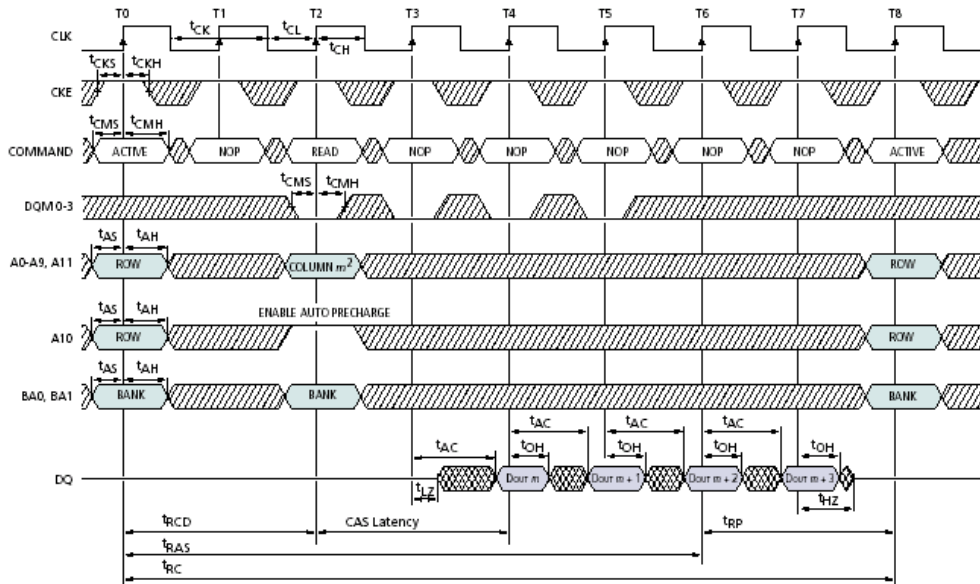 T0 T1 T2 T3 T4 T5 T6 T7 T8
CLK tCK tCL tCH
tCKS tCKH
CKE
tCMS tCMH
COMMAND ACTIVE NOP READ NOP NOP NOP NOP NOP ACTIVE
tCMS tCMH
DQM 0-3
tAS tAH
A0-A9, A11 ROW COLUMN m2 ROW
ENABLE AUTO PRECHARGE
tAS tAH
A10 ROW ROW
tAS tAH
BA0, BA1 BANK BANK BANK
tAC tAC tAC tAC
tOH tOH tOH tOH
DQ DOUT m DOUT m + 1 DOUT m + 2 DOUT m + 3
tLZ tHZ
tRCD CAS Latency tRP
tRAS
tRC